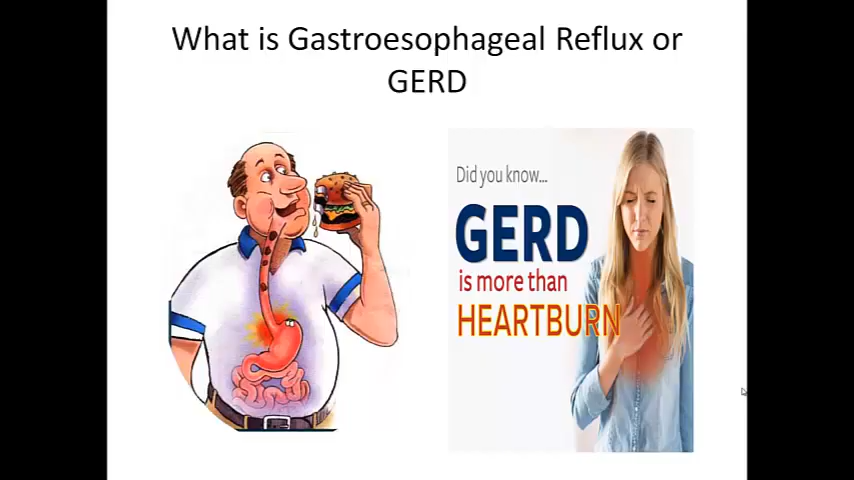 What is Gastroesophageal Reflux or
GERD
Did you know...
GERD
is more than
HEARTBURN